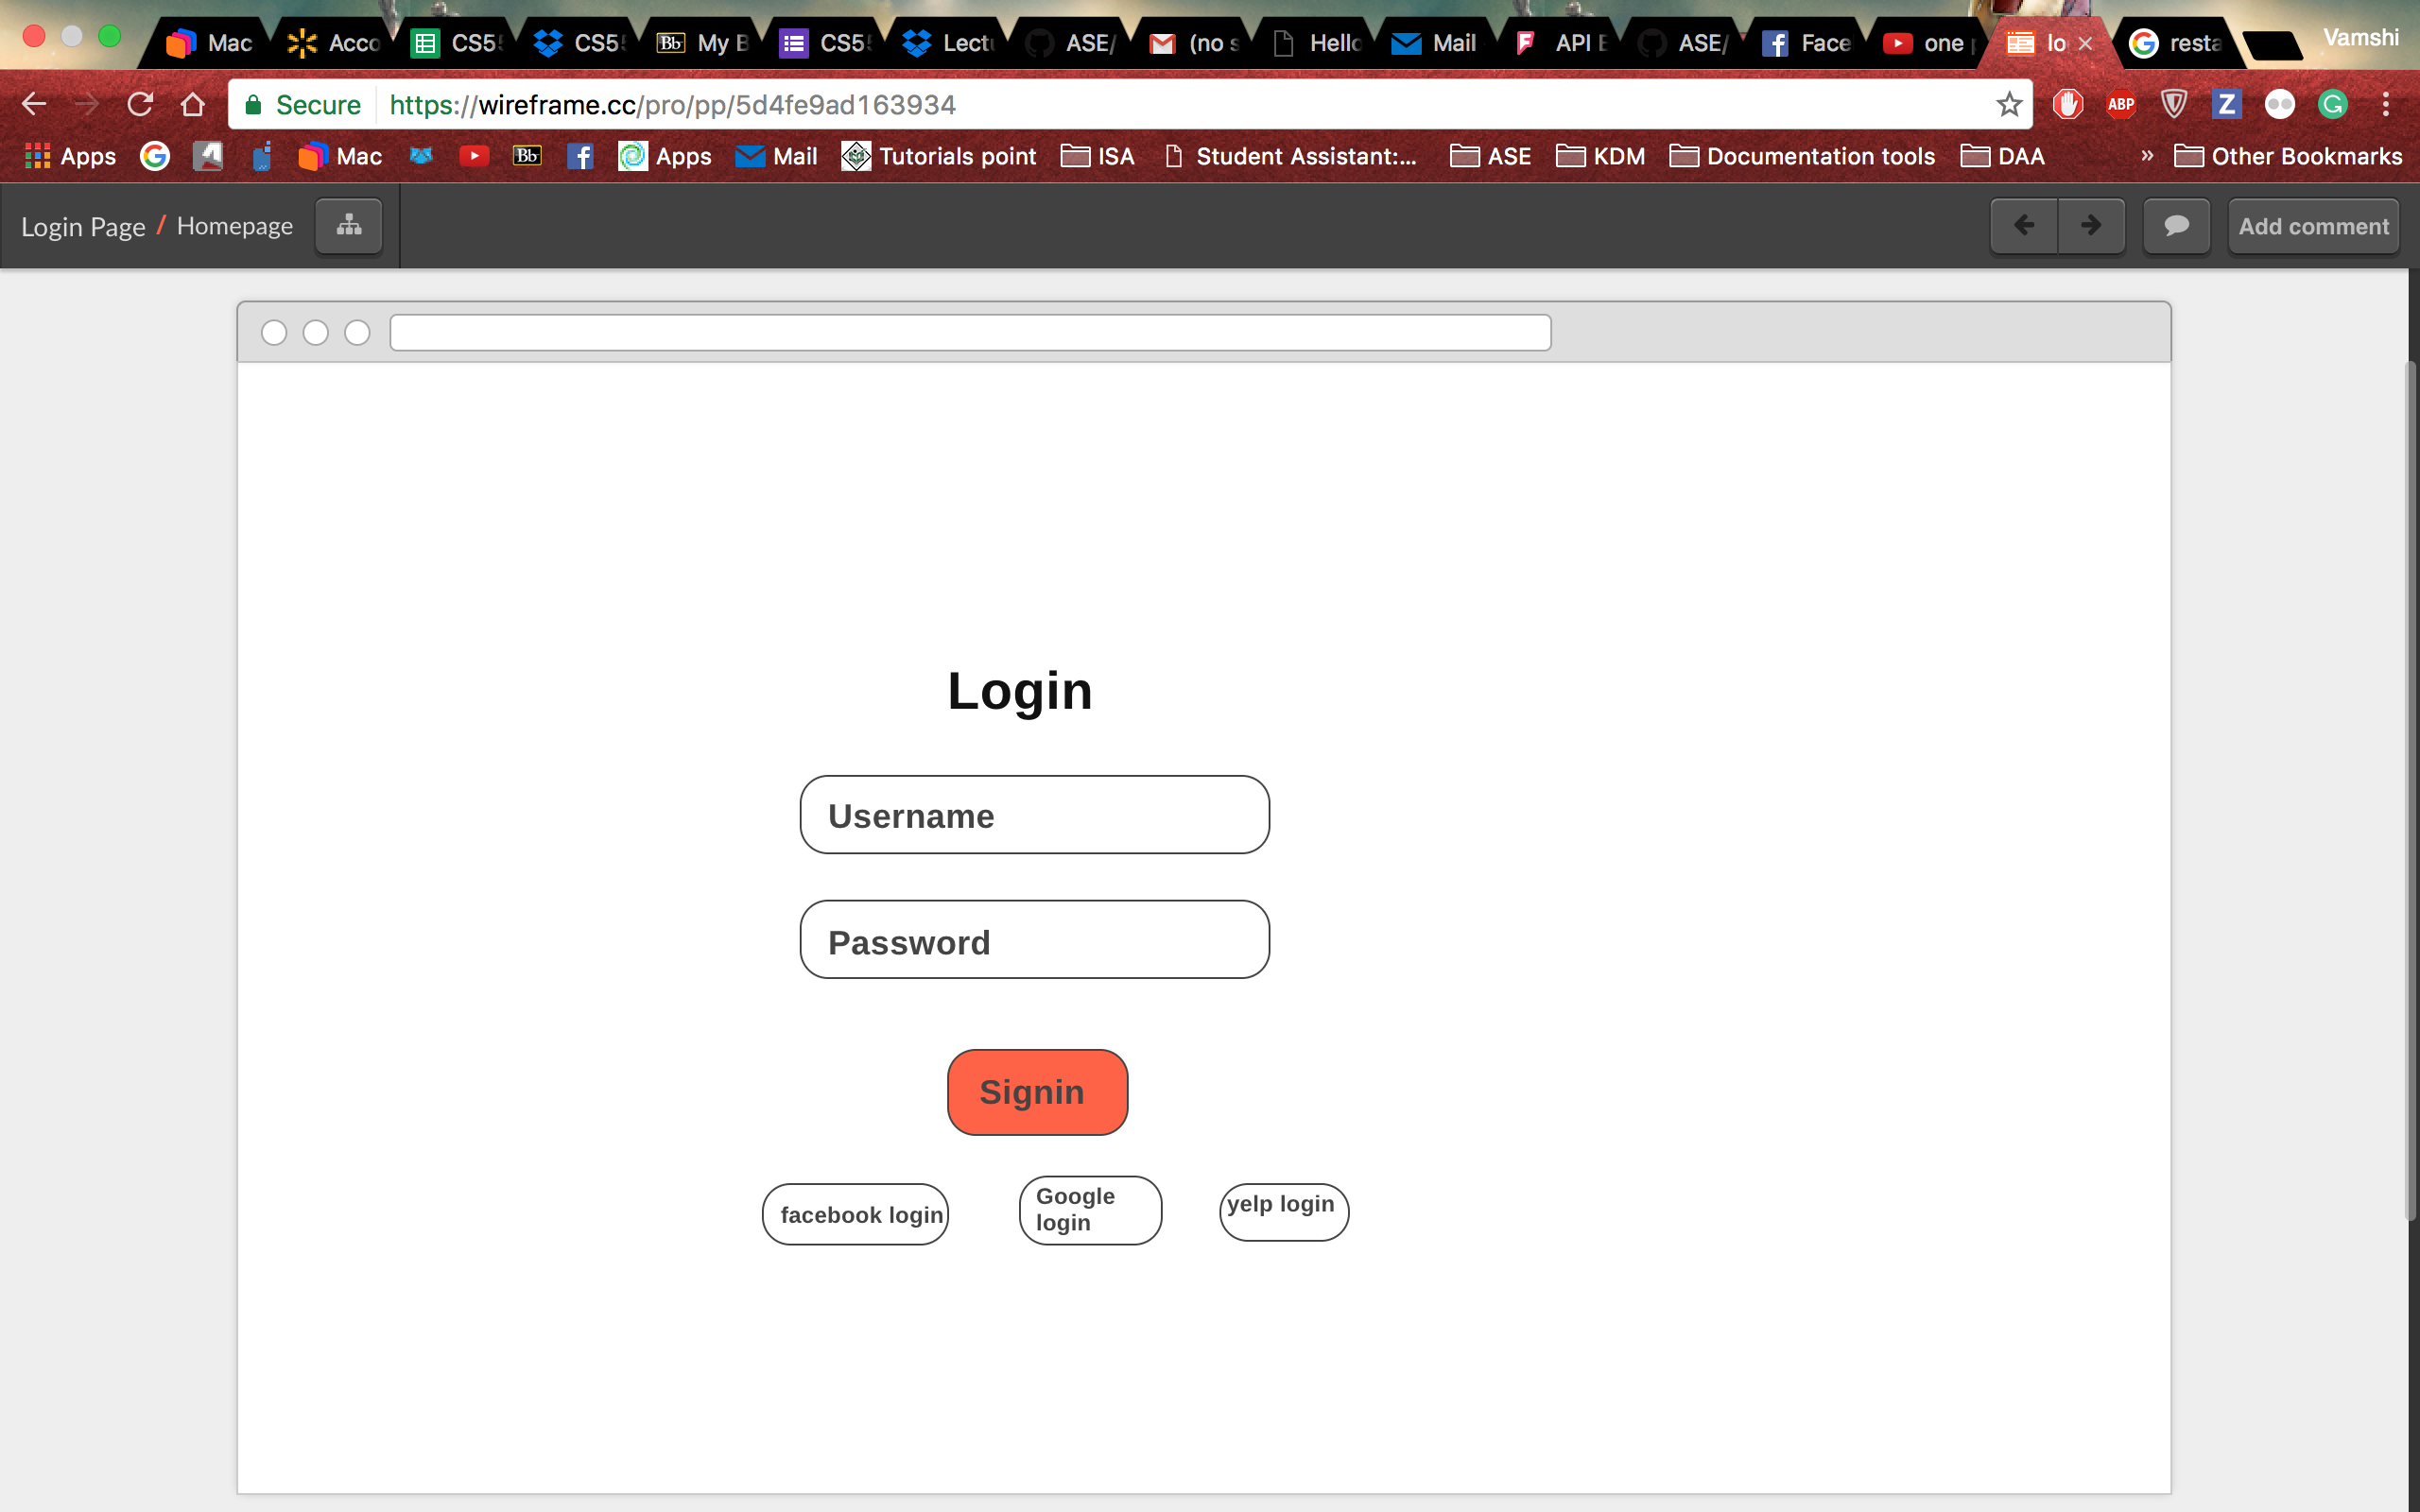 Mac
Acco
CS5
CS5
My B
CS5
Lectu
ASE/
(no s
Hello
Mail
API E
ASE/
Face
one
lo
resta
Vamshi
Secure
https://wireframe.cc/pro/pp/5d4fe9ad163934
ABP
Z
Apps
Mac
Bb
Apps
Mail
Tutorials point
ISA
Student Assistant:...
ASE
KDM
Documentation tools
DAA
»
Other Bookmarks
Login Page / Homepage
Add comment
Login
Username
Password
Signin
facebook login
Google
login
yelp login